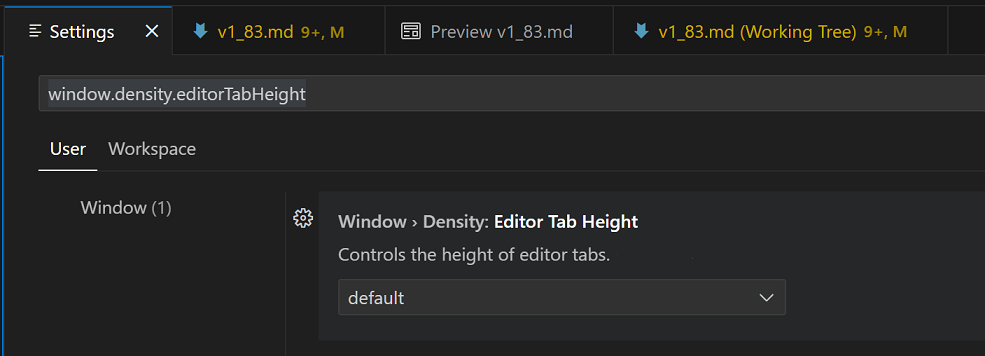 Settings v1_83.md 9+, M Preview v1_83.md v1_83.md (Working Tree) 9+, M
window.density.editorTabHeight
User Workspace
Window (1)
Window › Density: Editor Tab Height
Controls the height of editor tabs.
default